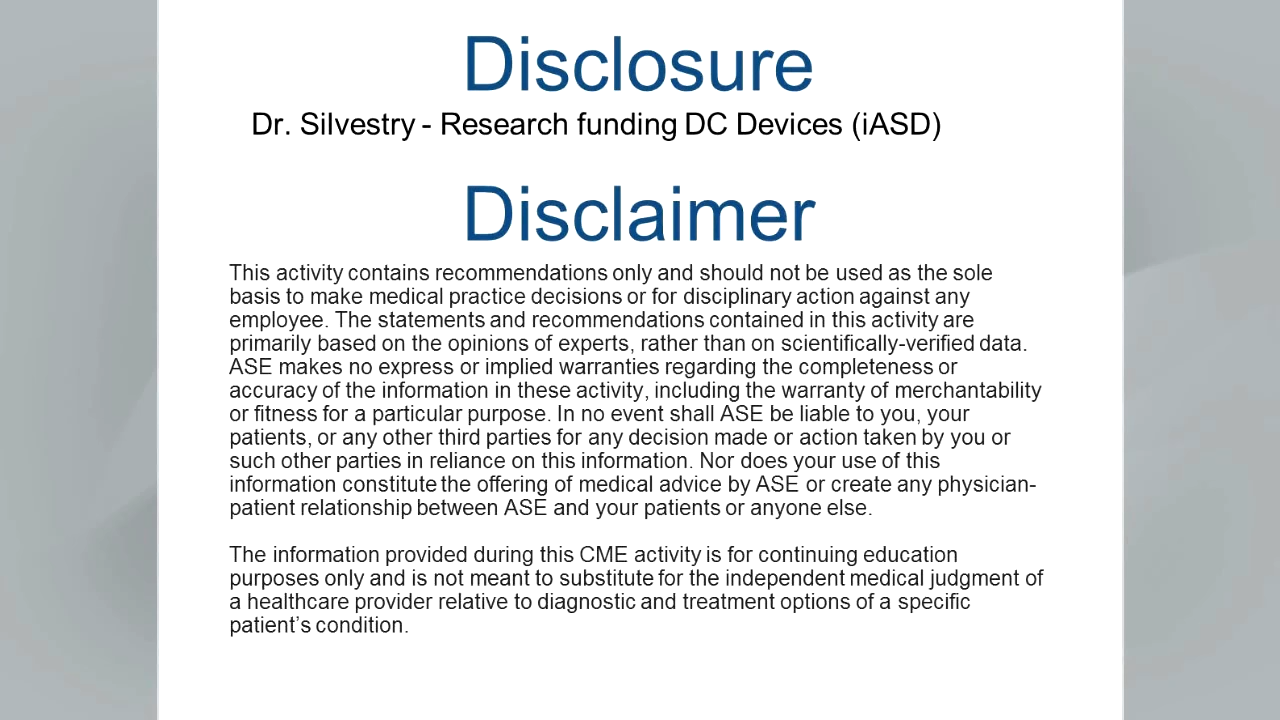 Disclosure
Dr. Silvestry - Research funding DC Devices (iASD)
Disclaimer
This activity contains recommendations only and should not be used as the sole
basis to make medical practice decisions or for disciplinary action against any
employee. The statements and recommendations contained in this activity are
primarily based on the opinions of experts, rather than on scientifically-verified data.
ASE makes no express or implied warranties regarding the completeness or
accuracy of the information in these activity, including the warranty of merchantability
or fitness for a particular purpose. In no event shall ASE be liable to you, your
patients, or any other third parties for any decision made or action taken by you or
such other parties in reliance on this information. Nor does your use of this
information constitute the offering of medical advice by ASE or create any physician-
patient relationship between ASE and your patients or anyone else.
The information provided during this CME activity is for continuing education
purposes only and is not meant to substitute for the independent medical judgment of
a healthcare provider relative to diagnostic and treatment options of a specific
patient’s condition.